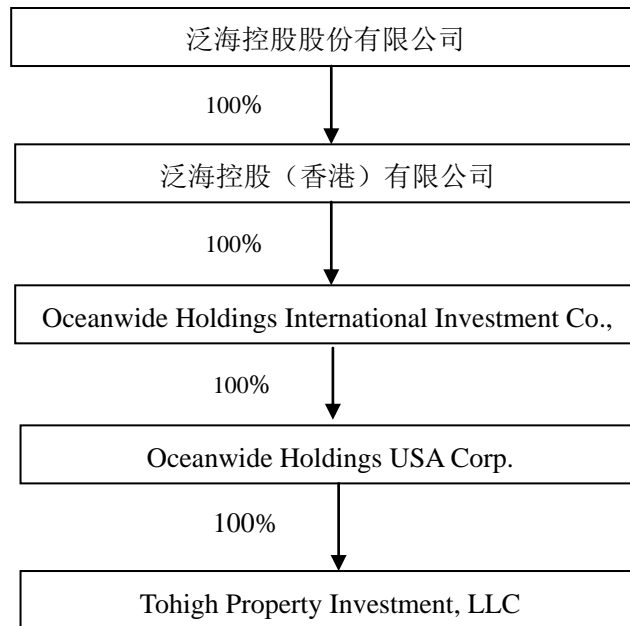 泛海控股股份有限公司
100%
泛海控股（香港）有限公司
100%
Oceanwide Holdings International Investment Co.,
100%
Oceanwide Holdings USA Corp.
100%
Tohigh Property Investment, LLC